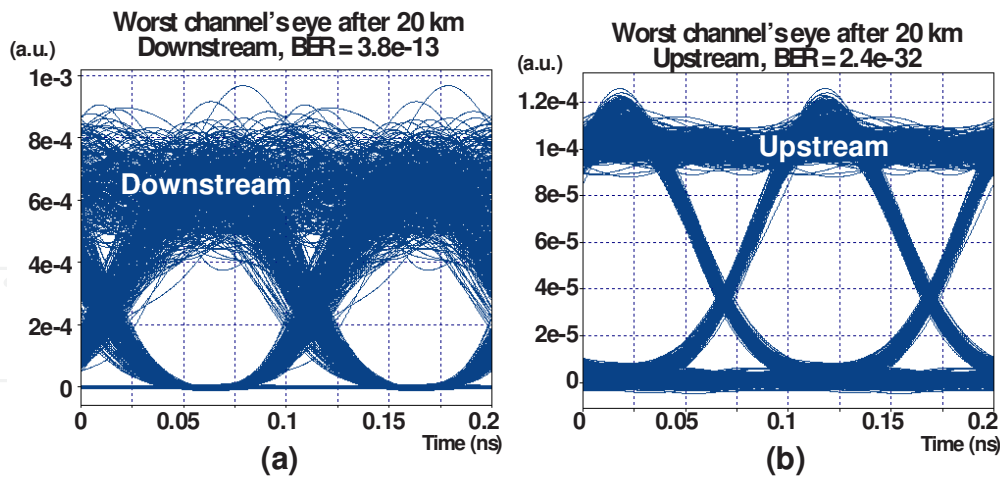 Worst channel's eye after 20 km
Downstream, BER = 3.8e-13
(a.u.)
1e-3
8e-4
6e-4
4e-4
2e-4
0
Downstream
0 0.05 0.1 0.15 0.2
Time (ns)
(a)
Worst channel's eye after 20 km
Upstream, BER = 2.4e-32
(a.u.)
12e-4
1e-4
8e-5
6e-5
4e-5
2e-5
0
Upstream
0 0.05 0.1 0.15 0.2
Time (ns)
(b)